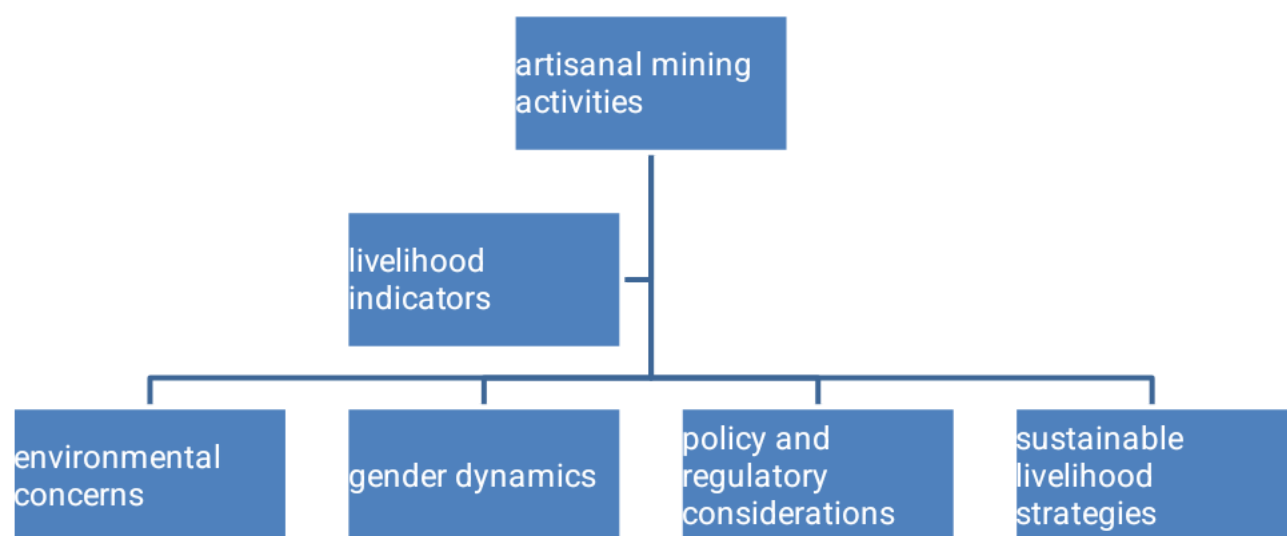 artisanal mining
activities
livelihood
indicators
environmental
concerns
gender dynamics
policy and
regulatory
considerations
sustainable
livelihood
strategies